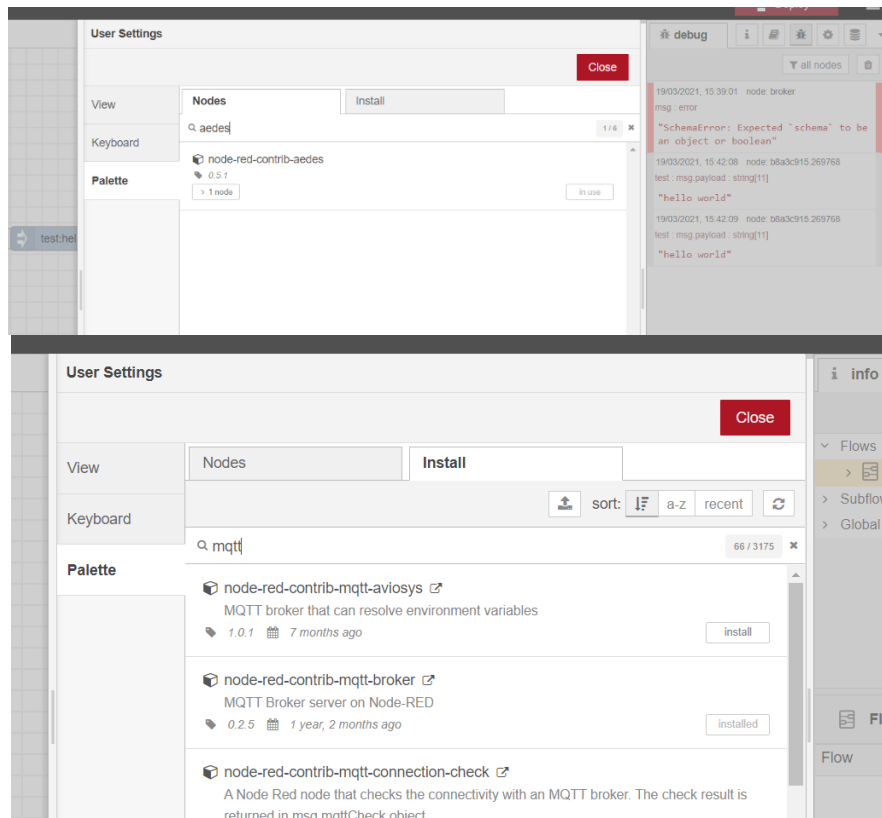 User Settings
debug
i
Close
all nodes
View
Nodes
Install
19/03/2021, 15:39:01 node: broker
msg : error
aedes
1 / 6
"SchemaError: Expected `schema` to be
an object or boolean"
Keyboard
node-red-contrib-aedes
19/03/2021, 15:42:08 node: b8a3c915.269768
0.5.1
test : msg.payload : string[11]
Palette
1 node
in use
"hello world"
19/03/2021, 15:42:09 node: b8a3c915.269768
test:hel
test : msg.payload : string[11]
"hello world"
User Settings
i info
Close
View
Nodes
Install
Flows
Keyboard
sort:
a-z
recent
Subflo
Global
mqtt
66 / 3175
Palette
node-red-contrib-mqtt-aviosys
MQTT broker that can resolve environment variables
1.0.1 7 months ago
install
node-red-contrib-mqtt-broker
MQTT Broker server on Node-RED
0.2.5 1 year, 2 months ago
installed
Fl
Flow
node-red-contrib-mqtt-connection-check
A Node Red node that checks the connectivity with an MQTT broker. The check result is
returned in msg.mqttCheck object